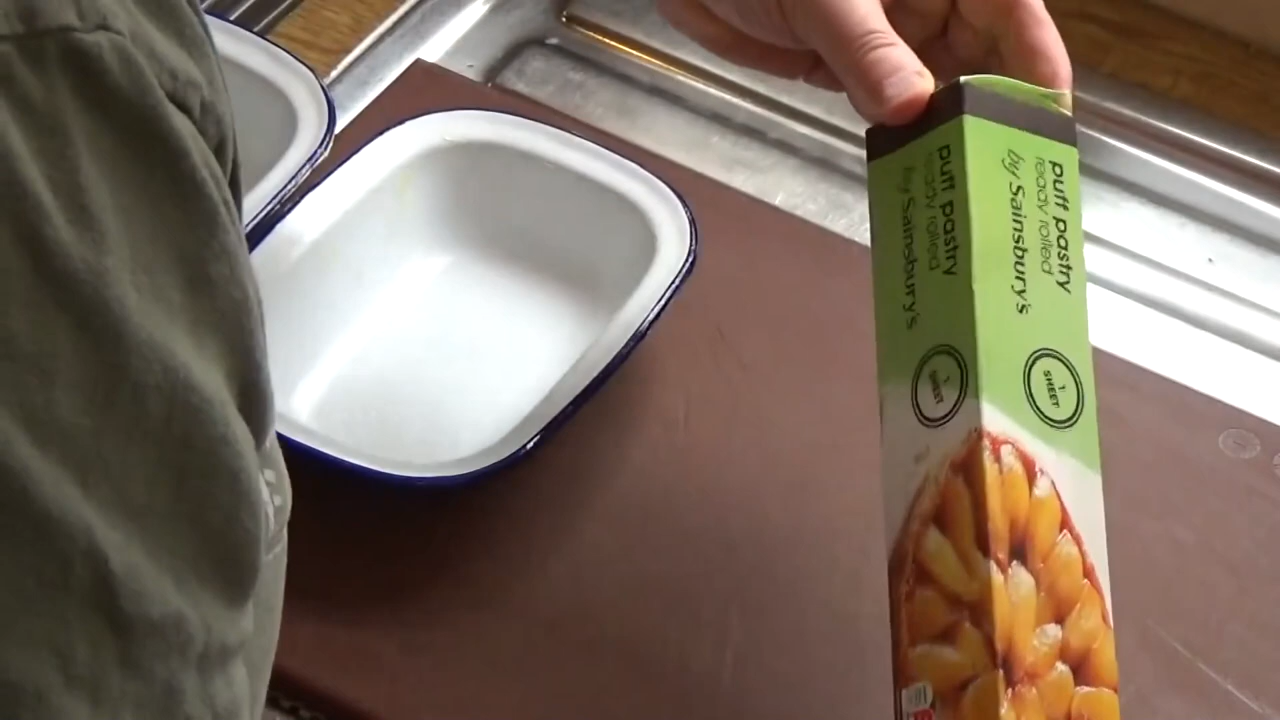 puff pastry
ready rolled
by Sainsbury's
1
SHEET
puff pastry
ready rolled
by Sainsbury's
1
SHEET